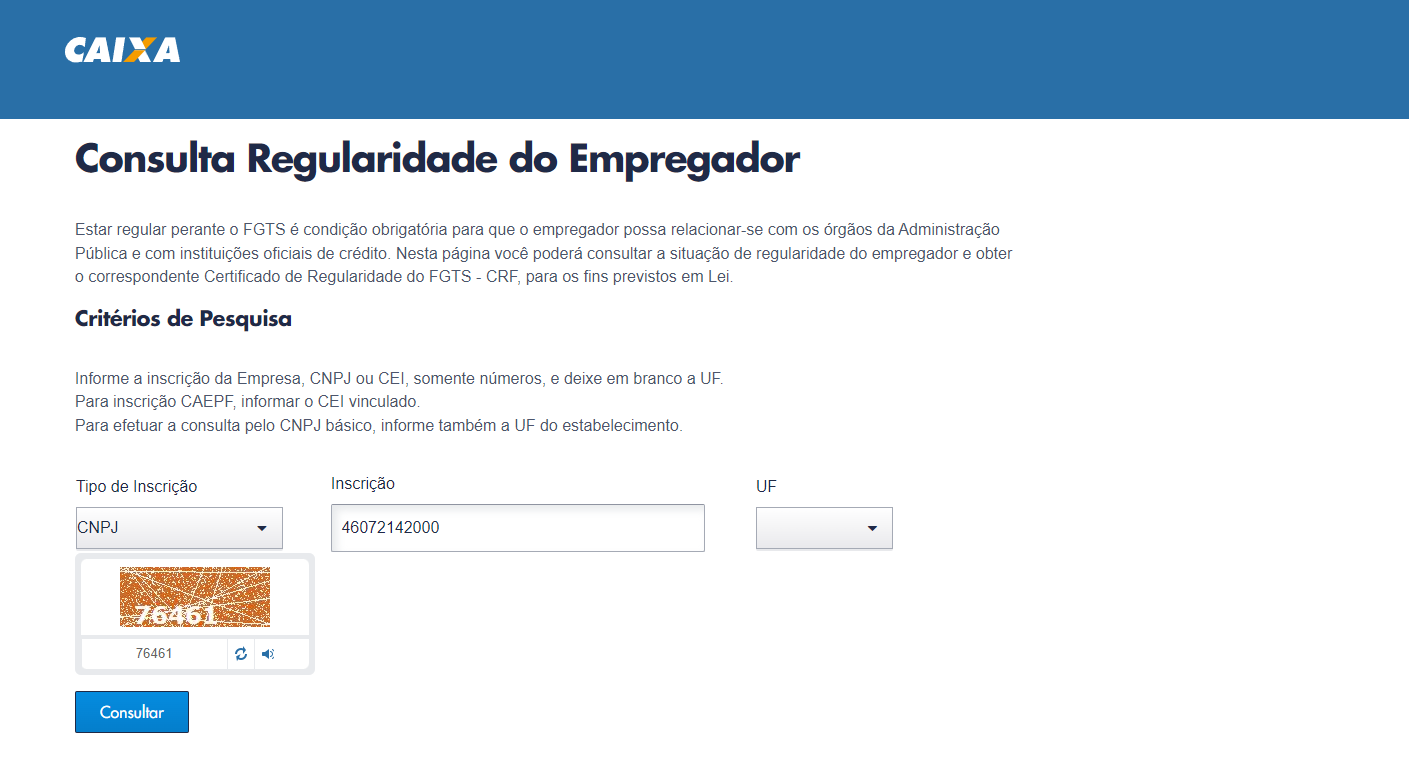 CAIXA
Consulta Regularidade do Empregador
Estar regular perante o FGTS é condição obrigatória para que o empregador possa relacionar-se com os órgãos da Administração
Pública e com instituições oficiais de crédito. Nesta página você poderá consultar a situação de regularidade do empregador e obter
o correspondente Certificado de Regularidade do FGTS - CRF, para os fins previstos em Lei.
Critérios de Pesquisa
Informe a inscrição da Empresa, CNPJ ou CEI, somente números, e deixe em branco a UF.
Para inscrição CAEPF, informar o CEI vinculado.
Para efetuar a consulta pelo CNPJ básico, informe também a UF do estabelecimento.
Tipo de Inscrição Inscrição UF
CNPJ 46072142000
76461
76461
Consultar